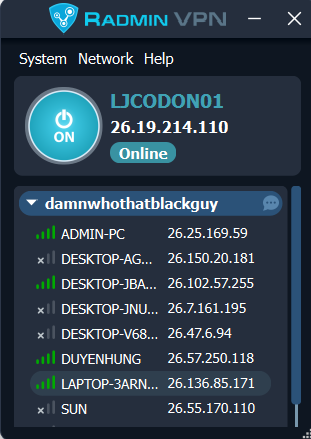 RADMIN VPN
System Network Help
LJCODON01
26.19.214.110
ON
Online
damnwhothatblackguy
ADMIN-PC 26.25.169.59
DESKTOP-AG... 26.150.20.181
DESKTOP-JBA... 26.102.57.255
DESKTOP-JNU... 26.7.161.195
DESKTOP-V68... 26.47.6.94
DUYENHUNG 26.57.250.118
LAPTOP-3ARN... 26.136.85.171
SUN 26.55.170.110